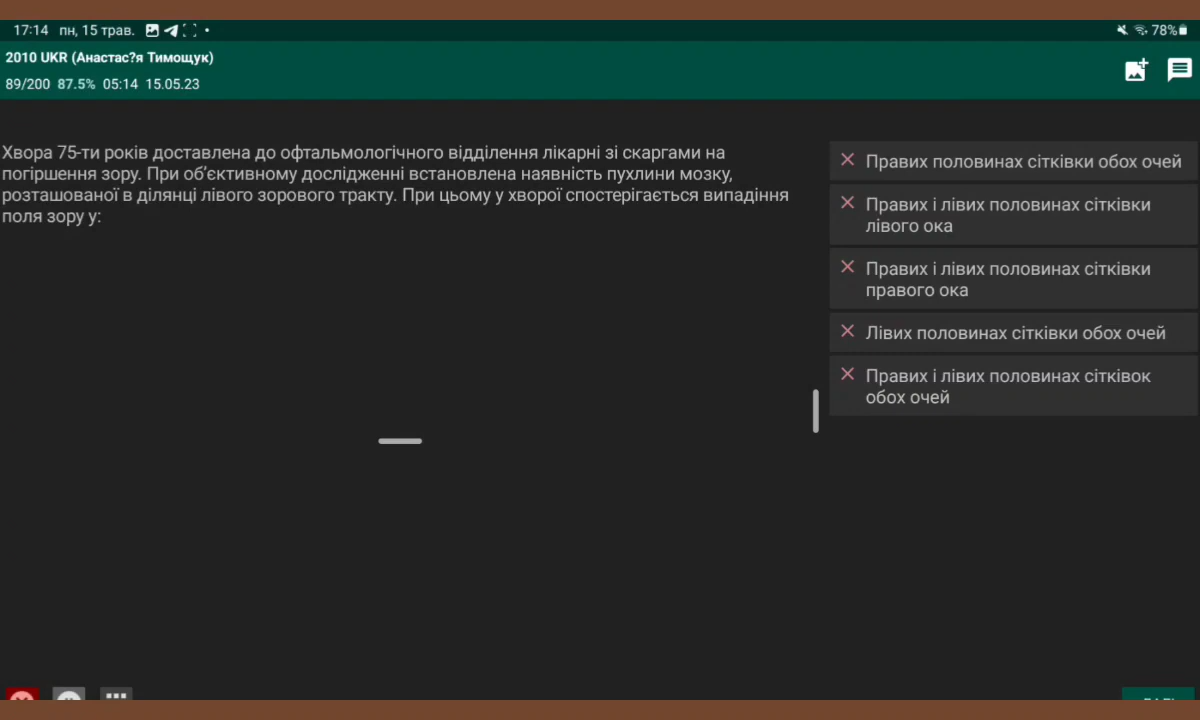 17:14 пн, 15 трав.
78%
2010 UKR (Анастас?я Тимощук)
89/200 87.5% 05:14 15.05.23
Хвора 75-ти років доставлена до офтальмологічного відділення лікарні зі скаргами на
погіршення зору. При об’єктивному дослідженні встановлена наявність пухлини мозку,
розташованої в ділянці лівого зорового тракту. При цьому у хворої спостерігається випадіння
поля зору у:
Правих половинах сітківки обох очей
Правих і лівих половинах сітківки
лівого ока
Правих і лівих половинах сітківки
правого ока
Лівих половинах сітківки обох очей
Правих і лівих половинах сітківок
обох очей